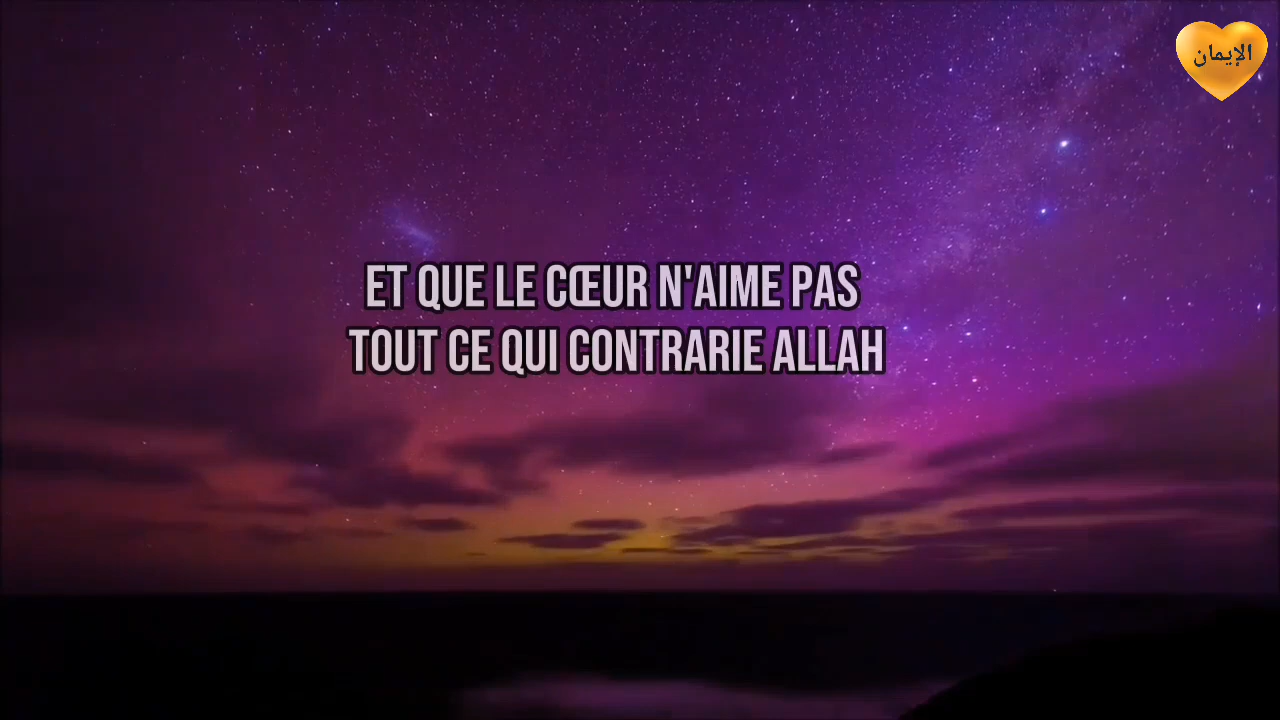 الإيمان
ET QUE LE CŒUR N'AIME PAS
TOUT CE QUI CONTRARIE ALLAH